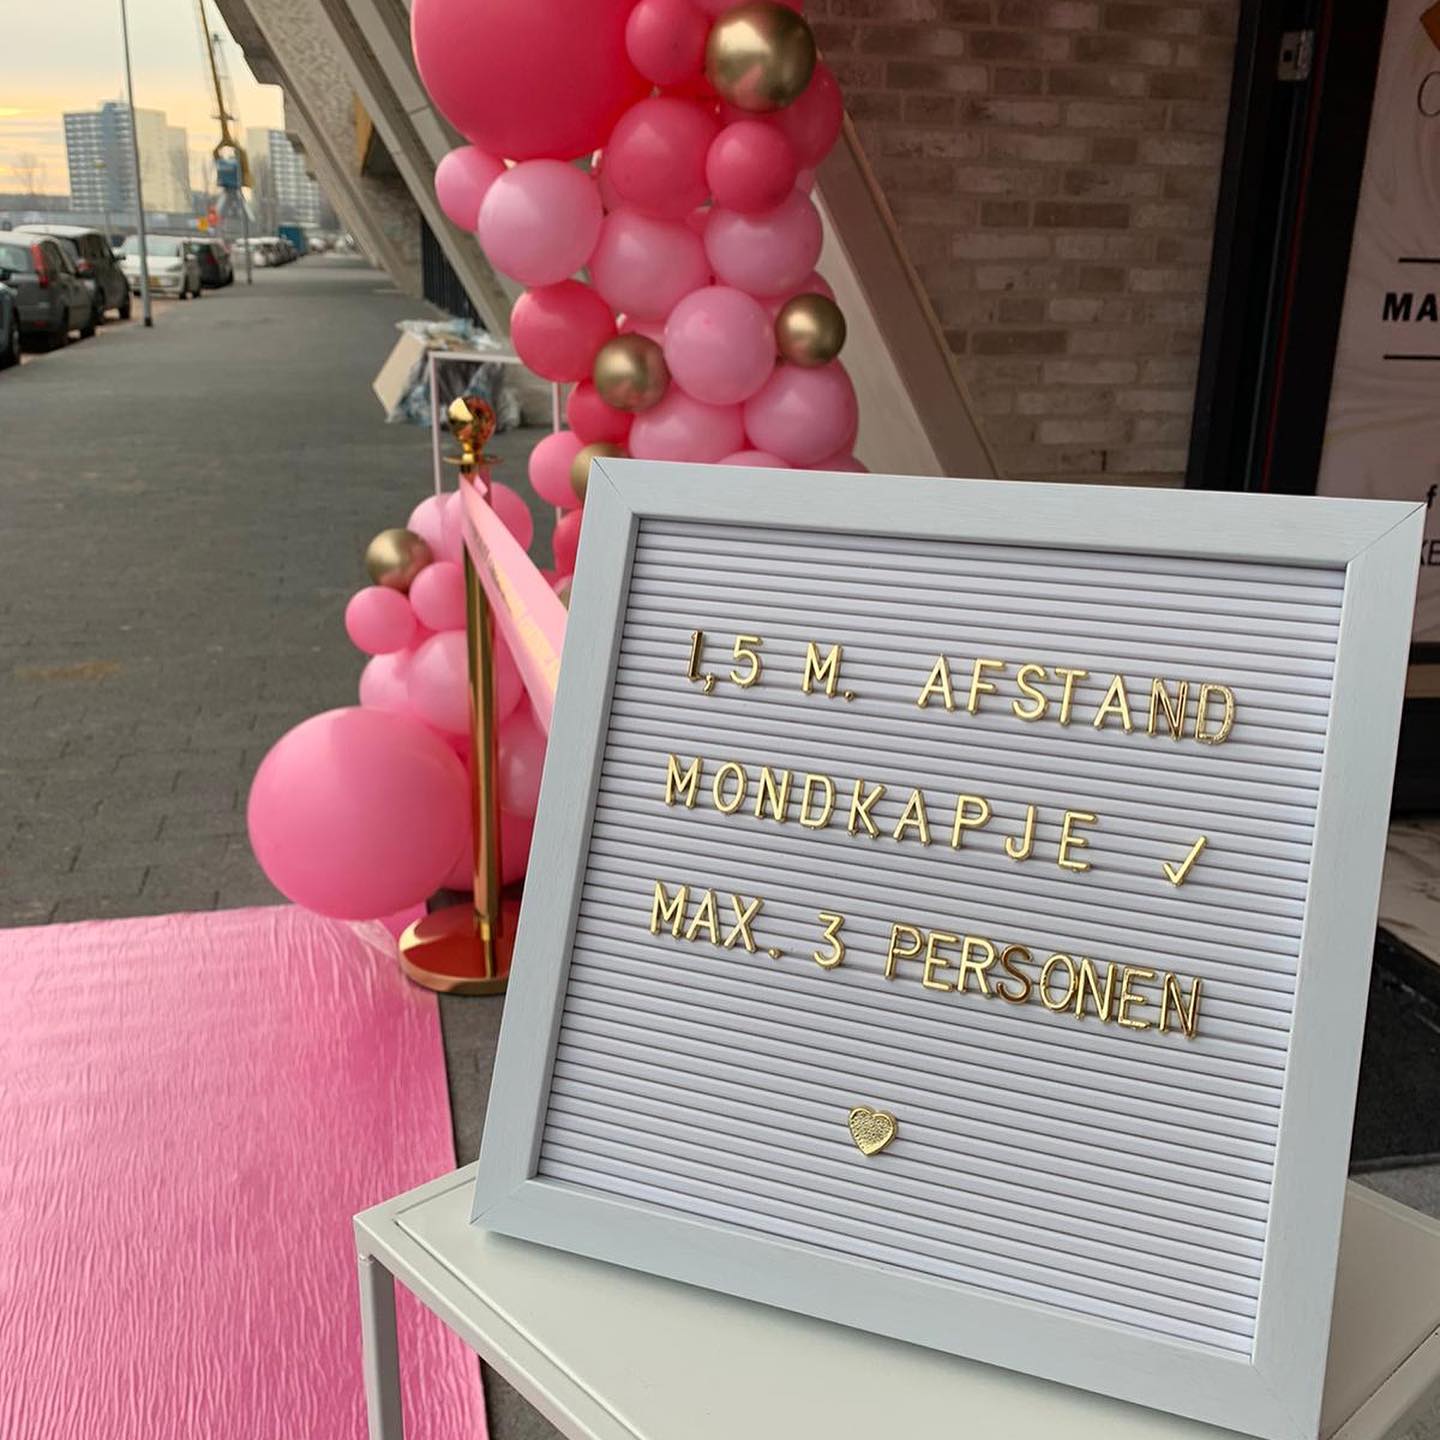 1,5 M. AFSTAND
MONDKAPJE ✓
MAX. 3 PERSONEN